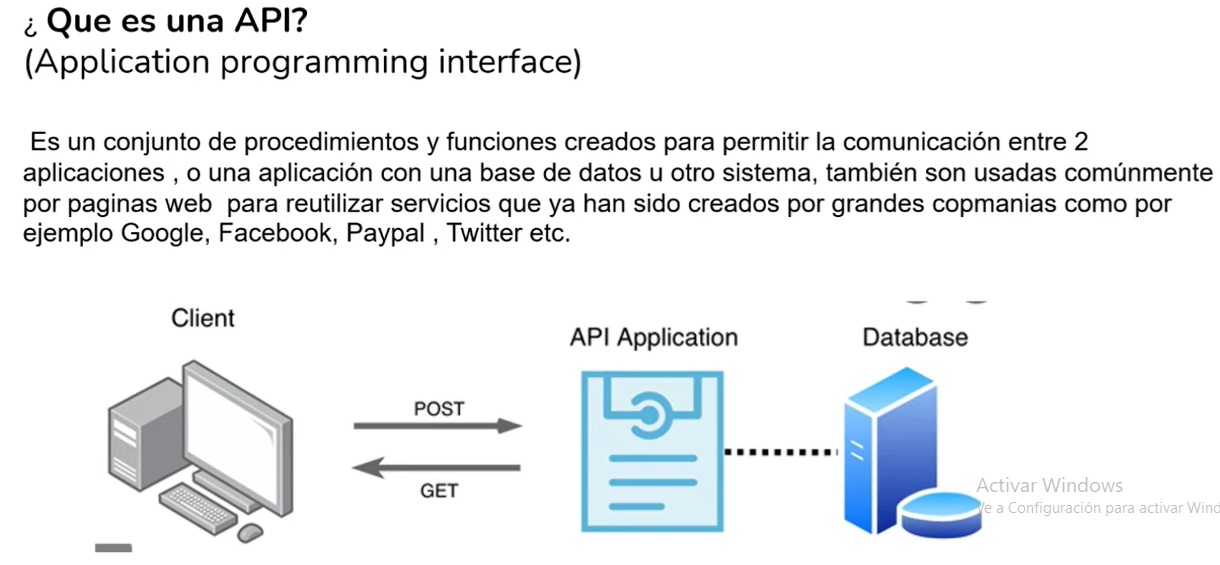 ¿ Que es una API?
(Application programming interface)
Es un conjunto de procedimientos y funciones creados para permitir la comunicación entre 2
aplicaciones , o una aplicación con una base de datos u otro sistema, también son usadas comúnmente
por paginas web para reutilizar servicios que ya han sido creados por grandes copmanias como por
ejemplo Google, Facebook, Paypal , Twitter etc.
Client
API Application
Database
POST
GET
Activar Windows
Ve a Configuración para activar Wind